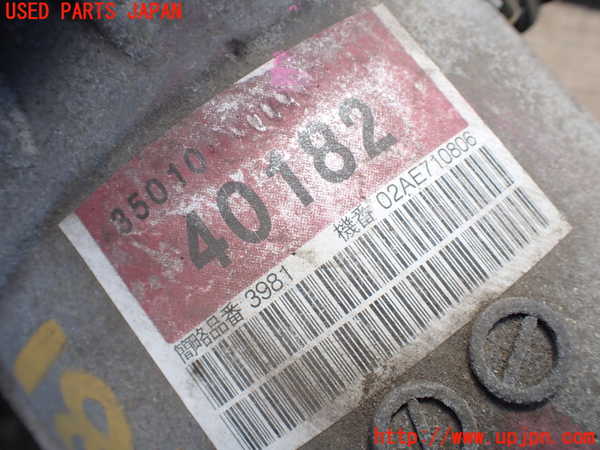 USED PARTS JAPAN
35010
40182
簡略品番 3981 機番 02AE710806
http://www.upjpn.com/